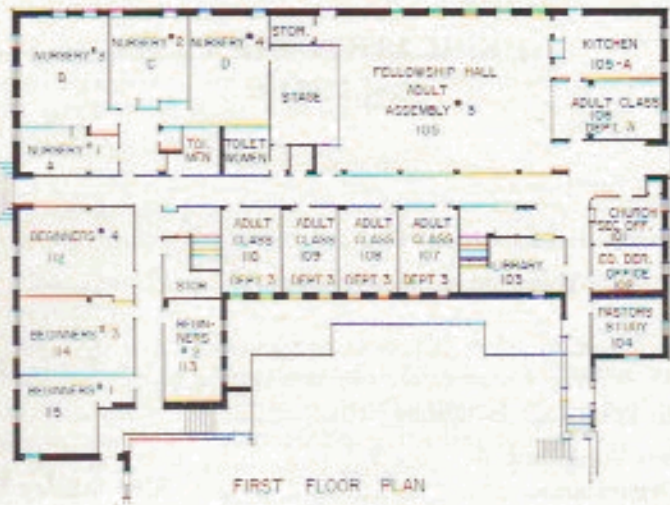 NURSERY #3
B
NURSERY #2
C
NURSERY #4
D
STOR.
STAGE
FELLOWSHIP HALL
ADULT
ASSEMBLY #3
105
KITCHEN
105-A
ADULT CLASS
106
DEPT. 3
NURSERY #1
A
TOI.
MEN
TOILET
WOMEN
BEGINNERS #4
112
STOR
ADULT
CLASS
110
DEPT. 3
ADULT
CLASS
109
DEPT. 3
ADULT
CLASS
108
DEPT. 3
ADULT
CLASS
107
DEPT. 3
LIBRARY
103
CHURCH
OFF.
101
ED. DIR.
OFFICE
102
PASTORS
STUDY
104
BEGINNERS #3
114
BEGIN-
NERS
#2
113
BEGINNERS #1
115
FIRST FLOOR PLAN